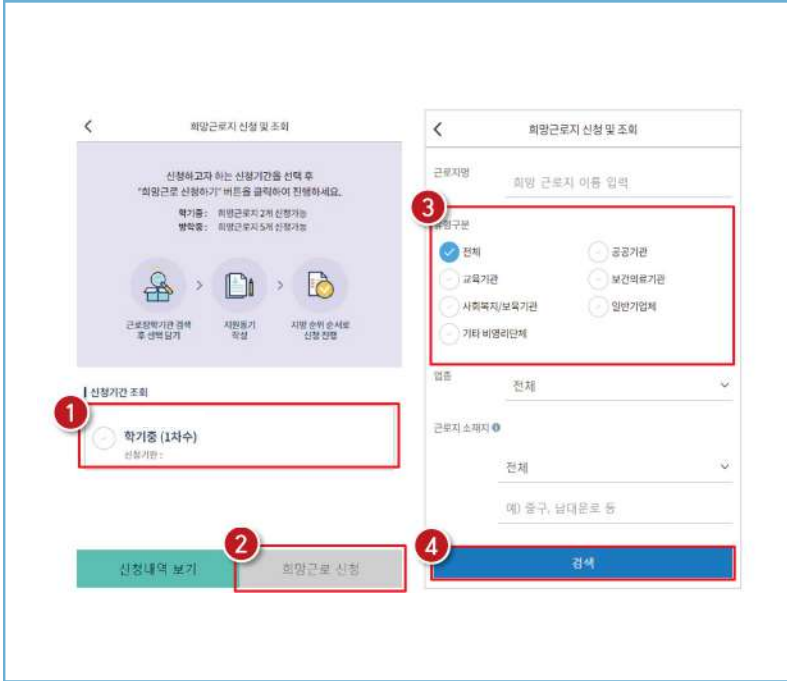 희망근로지 신청 및 조회
신청하고자 하는 신청기간을 선택 후
"희망근로 신청하기" 버튼을 클릭하여 진행하세요.
학기중 : 희망근로지 2개 신청가능
방학중 : 희망근로지 5개 신청가능
근로장학기관 검색
후 선택 담기
지원동기
작성
지망 순위 순서로
신청 진행
신청기간 조회
1
학기중 (1차수)
신청기간 :
2
신청내역 보기
희망근로 신청
희망근로지 신청 및 조회
근로지명
희망 근로지 이름 입력
3
유형구분
전체
공공기관
교육기관
보건의료기관
사회복지/보육기관
일반기업체
기타 비영리단체
업종
전체
근로지 소재지
전체
예) 중구, 남대문로 등
4
검색